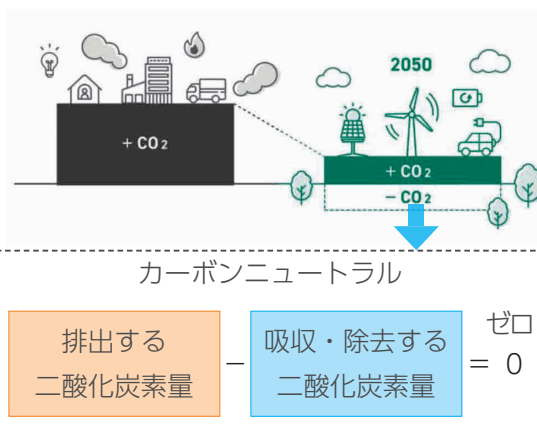 2050
+ CO2
+ CO2
− CO2
カーボンニュートラル
排出する
二酸化炭素量
−
吸収・除去する
二酸化炭素量
ゼロ
= 0